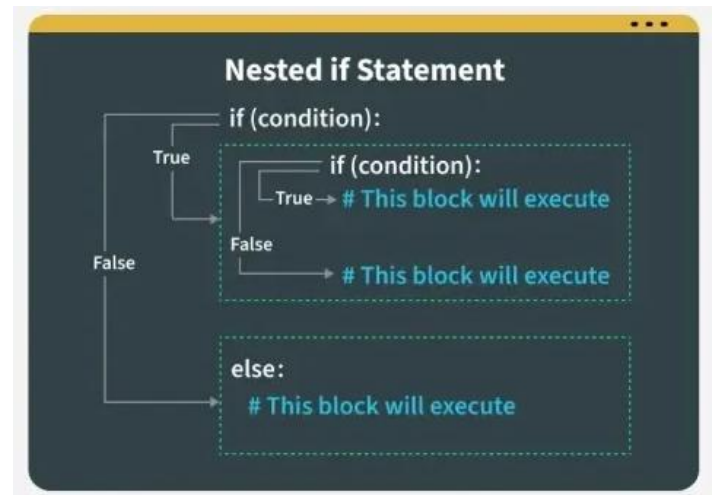 Nested if Statement
if (condition):
True
if (condition):
True
# This block will execute
False
False
# This block will execute
else:
# This block will execute